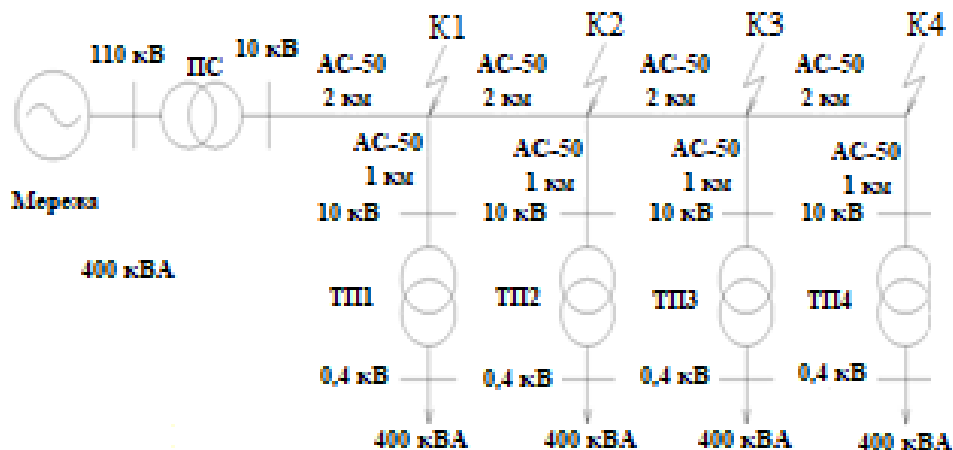 К1 К2 К3 К4
110 кВ ПС 10 кВ АС-50 АС-50 АС-50 АС-50
2 км 2 км 2 км 2 км
АС-50 АС-50 АС-50 АС-50
1 км 1 км 1 км 1 км
Мережа 10 кВ 10 кВ 10 кВ 10 кВ
400 кВА
ТП1 ТП2 ТП3 ТП4
0,4 кВ 0,4 кВ 0,4 кВ 0,4 кВ
400 кВА 400 кВА 400 кВА 400 кВА